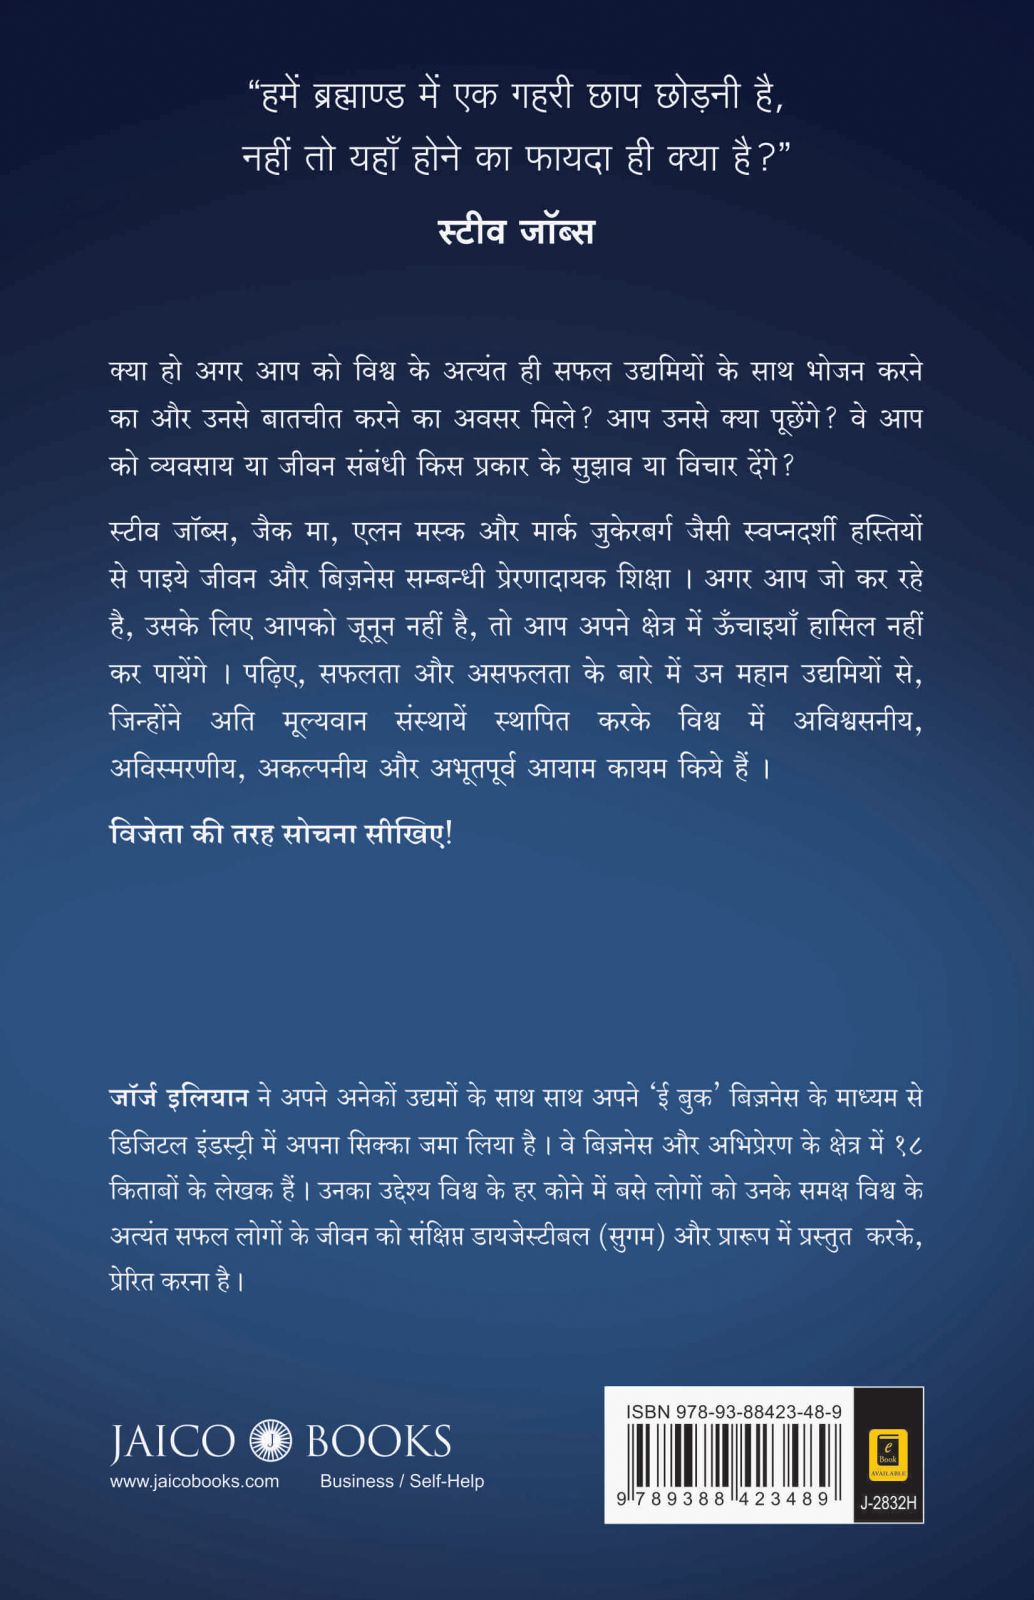 “हमें ब्रह्माण्ड में एक गहरी छाप छोड़नी है,
नहीं तो यहाँ होने का फायदा ही क्या है?”
स्टीव जॉब्स
क्या हो अगर आप को विश्व के अत्यंत ही सफल उद्यमियों के साथ भोजन करने
का और उनसे बातचीत करने का अवसर मिले? आप उनसे क्या पूछेंगे? वे आप
को व्यवसाय या जीवन संबंधी किस प्रकार के सुझाव या विचार देंगे?
स्टीव जॉब्स, जैक मा, एलन मस्क और मार्क जुकेरबर्ग जैसी स्वप्नदर्शी हस्तियों
से पाइये जीवन और बिज़नेस सम्बन्धी प्रेरणादायक शिक्षा । अगर आप जो कर रहे
है, उसके लिए आपको जूनून नहीं है, तो आप अपने क्षेत्र में ऊँचाइयाँ हासिल नहीं
कर पायेंगे । पढ़िए, सफलता और असफलता के बारे में उन महान उद्यमियों से,
जिन्होंने अति मूल्यवान संस्थायें स्थापित करके विश्व में अविश्वसनीय,
अविस्मरणीय, अकल्पनीय और अभूतपूर्व आयाम कायम किये हैं ।
विजेता की तरह सोचना सीखिए!
जॉर्ज इलियान ने अपने अनेकों उद्यमों के साथ साथ अपने ‘ई बुक’ बिज़नेस के माध्यम से
डिजिटल इंडस्ट्री में अपना सिक्का जमा लिया है। वे बिज़नेस और अभिप्रेरण के क्षेत्र में १८
किताबों के लेखक हैं। उनका उद्देश्य विश्व के हर कोने में बसे लोगों को उनके समक्ष विश्व के
अत्यंत सफल लोगों के जीवन को संक्षिप्त डायजेस्टीबल (सुगम) और प्रारूप में प्रस्तुत करके,
प्रेरित करना है।
ISBN 978-93-88423-48-9
JAICO J BOOKS
www.jaicobooks.com Business / Self-Help
e
Book
AVAILABLE
9 789388 423489
J-2832H